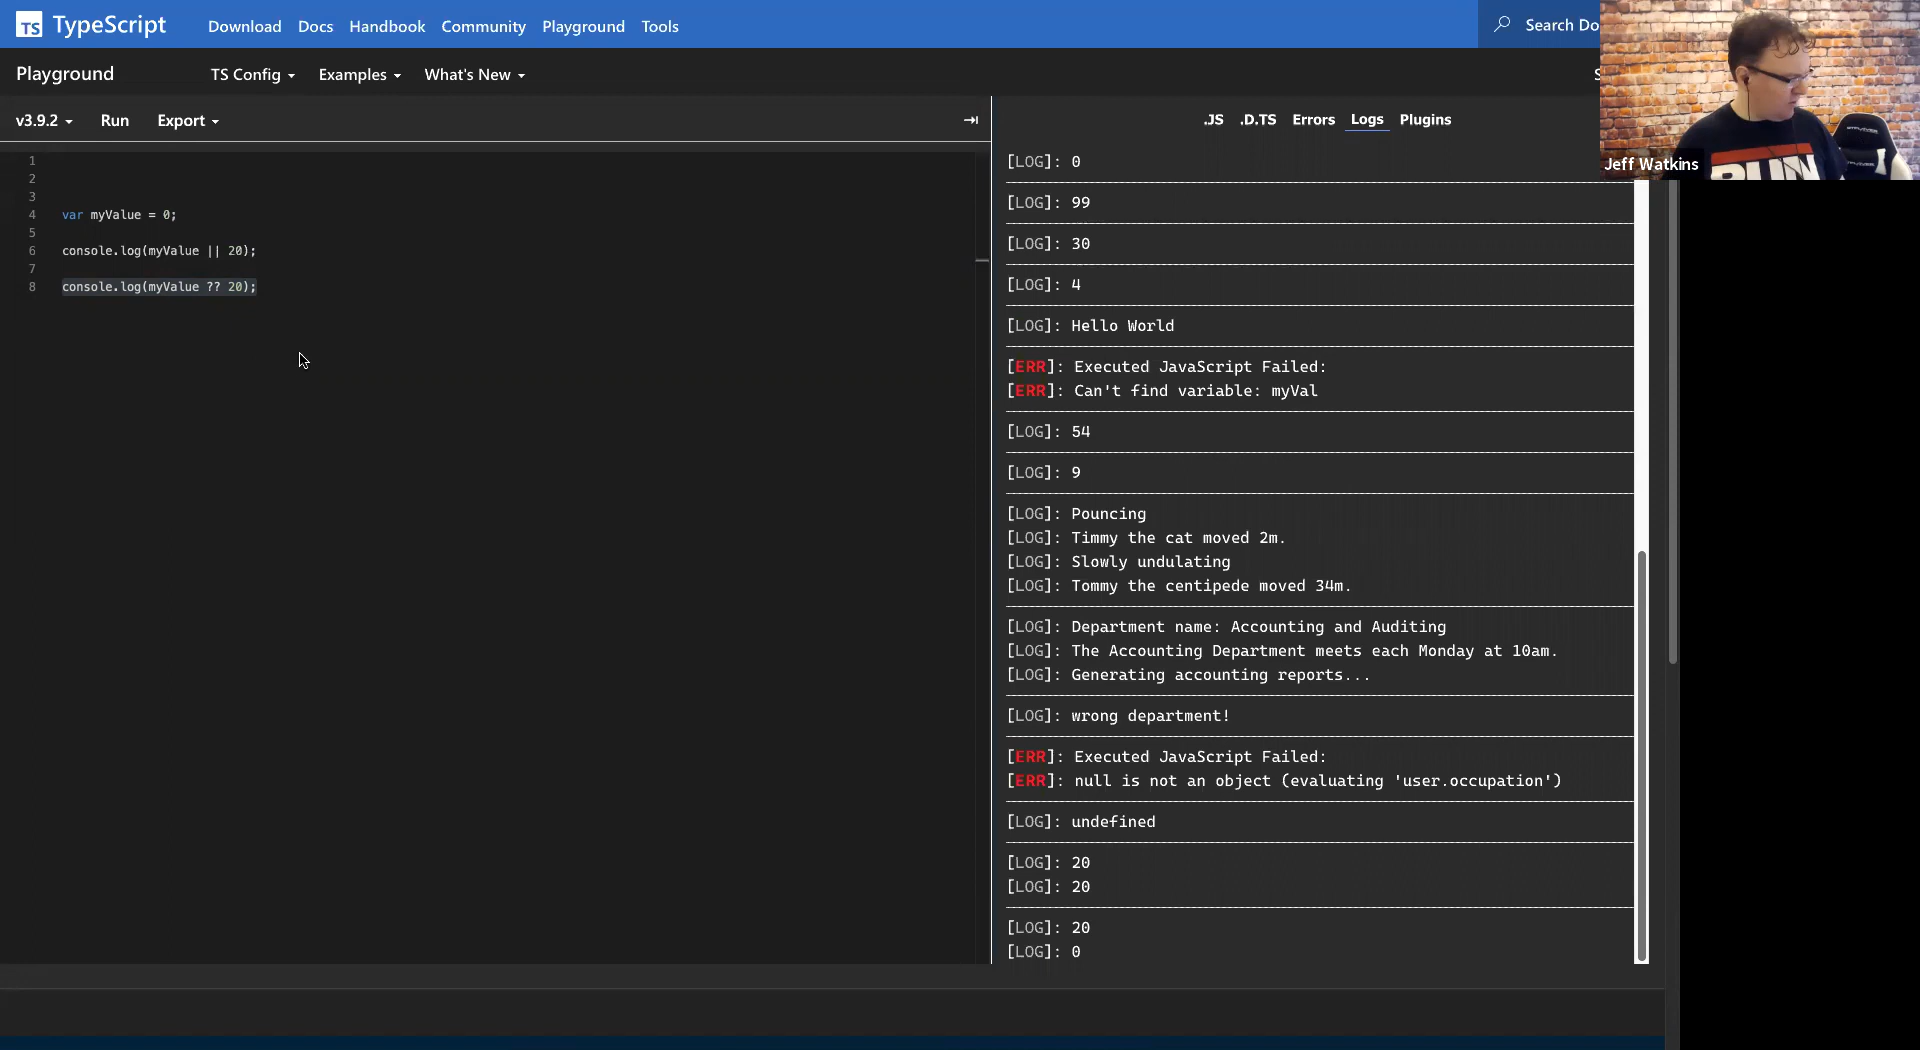 TS TypeScript Download Docs Handbook Community Playground Tools Search Do
Playground TS Config Examples What's New
v3.9.2 Run Export
.JS .D.TS Errors Logs Plugins
Jeff Watkins
1
2
3
4 var myValue = 0;
5
6 console.log(myValue || 20);
7
8 console.log(myValue ?? 20);
[LOG]: 0
[LOG]: 99
[LOG]: 30
[LOG]: 4
[LOG]: Hello World
[ERR]: Executed JavaScript Failed:
[ERR]: Can't find variable: myVal
[LOG]: 54
[LOG]: 9
[LOG]: Pouncing
[LOG]: Timmy the cat moved 2m.
[LOG]: Slowly undulating
[LOG]: Tommy the centipede moved 34m.
[LOG]: Department name: Accounting and Auditing
[LOG]: The Accounting Department meets each Monday at 10am.
[LOG]: Generating accounting reports...
[LOG]: wrong department!
[ERR]: Executed JavaScript Failed:
[ERR]: null is not an object (evaluating 'user.occupation')
[LOG]: undefined
[LOG]: 20
[LOG]: 20
[LOG]: 20
[LOG]: 0